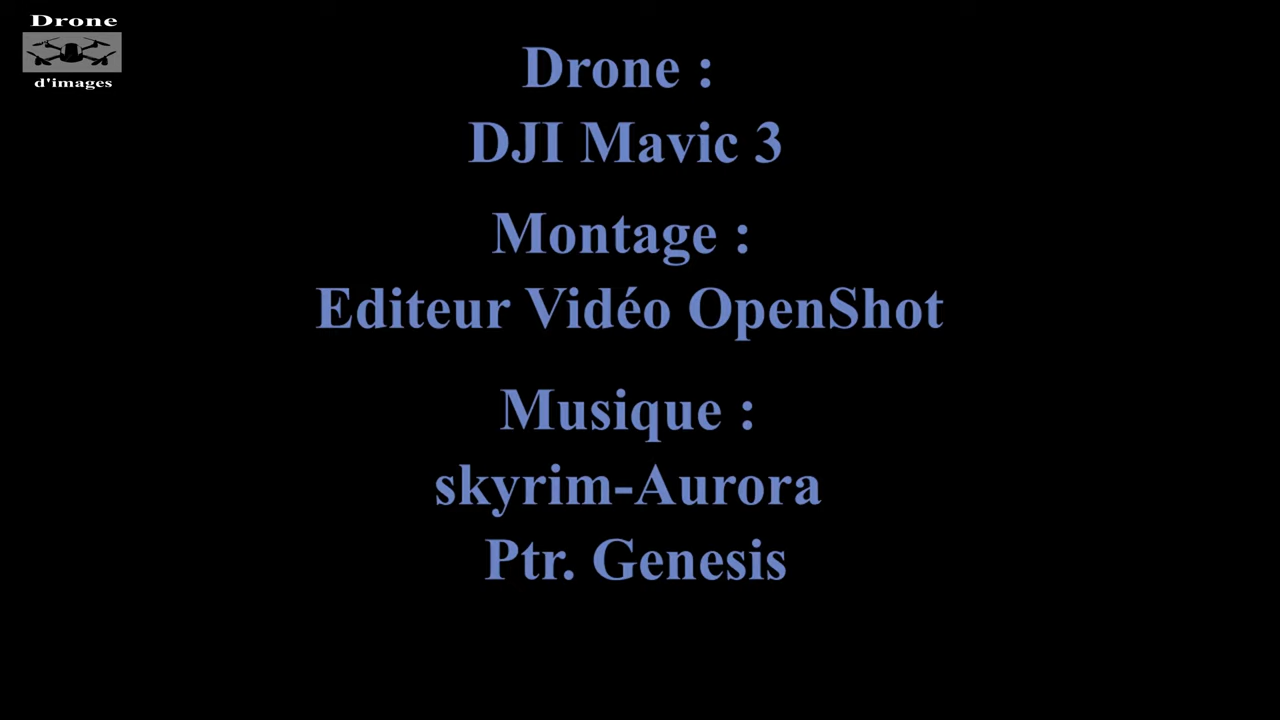 Drone
d'images
Drone :
DJI Mavic 3
Montage :
Editeur Vidéo OpenShot
Musique :
skyrim-Aurora
Ptr. Genesis